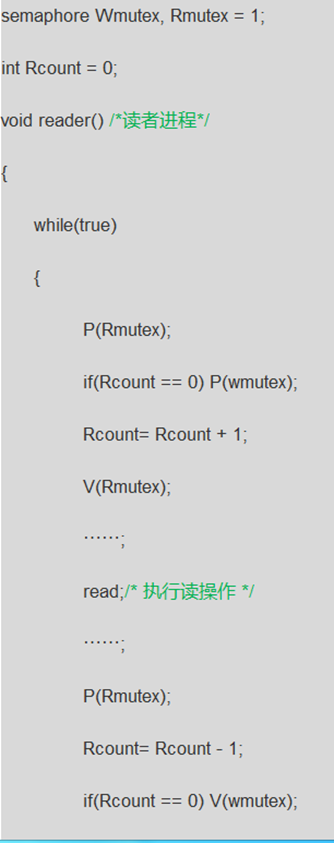 semaphore Wmutex, Rmutex = 1;
int Rcount = 0;
void reader() /*读者进程*/
{
while(true)
{
P(Rmutex);
if(Rcount == 0) P(wmutex);
Rcount= Rcount + 1;
V(Rmutex);
……;
read;/* 执行读操作 */
……;
P(Rmutex);
Rcount= Rcount - 1;
if(Rcount == 0) V(wmutex);